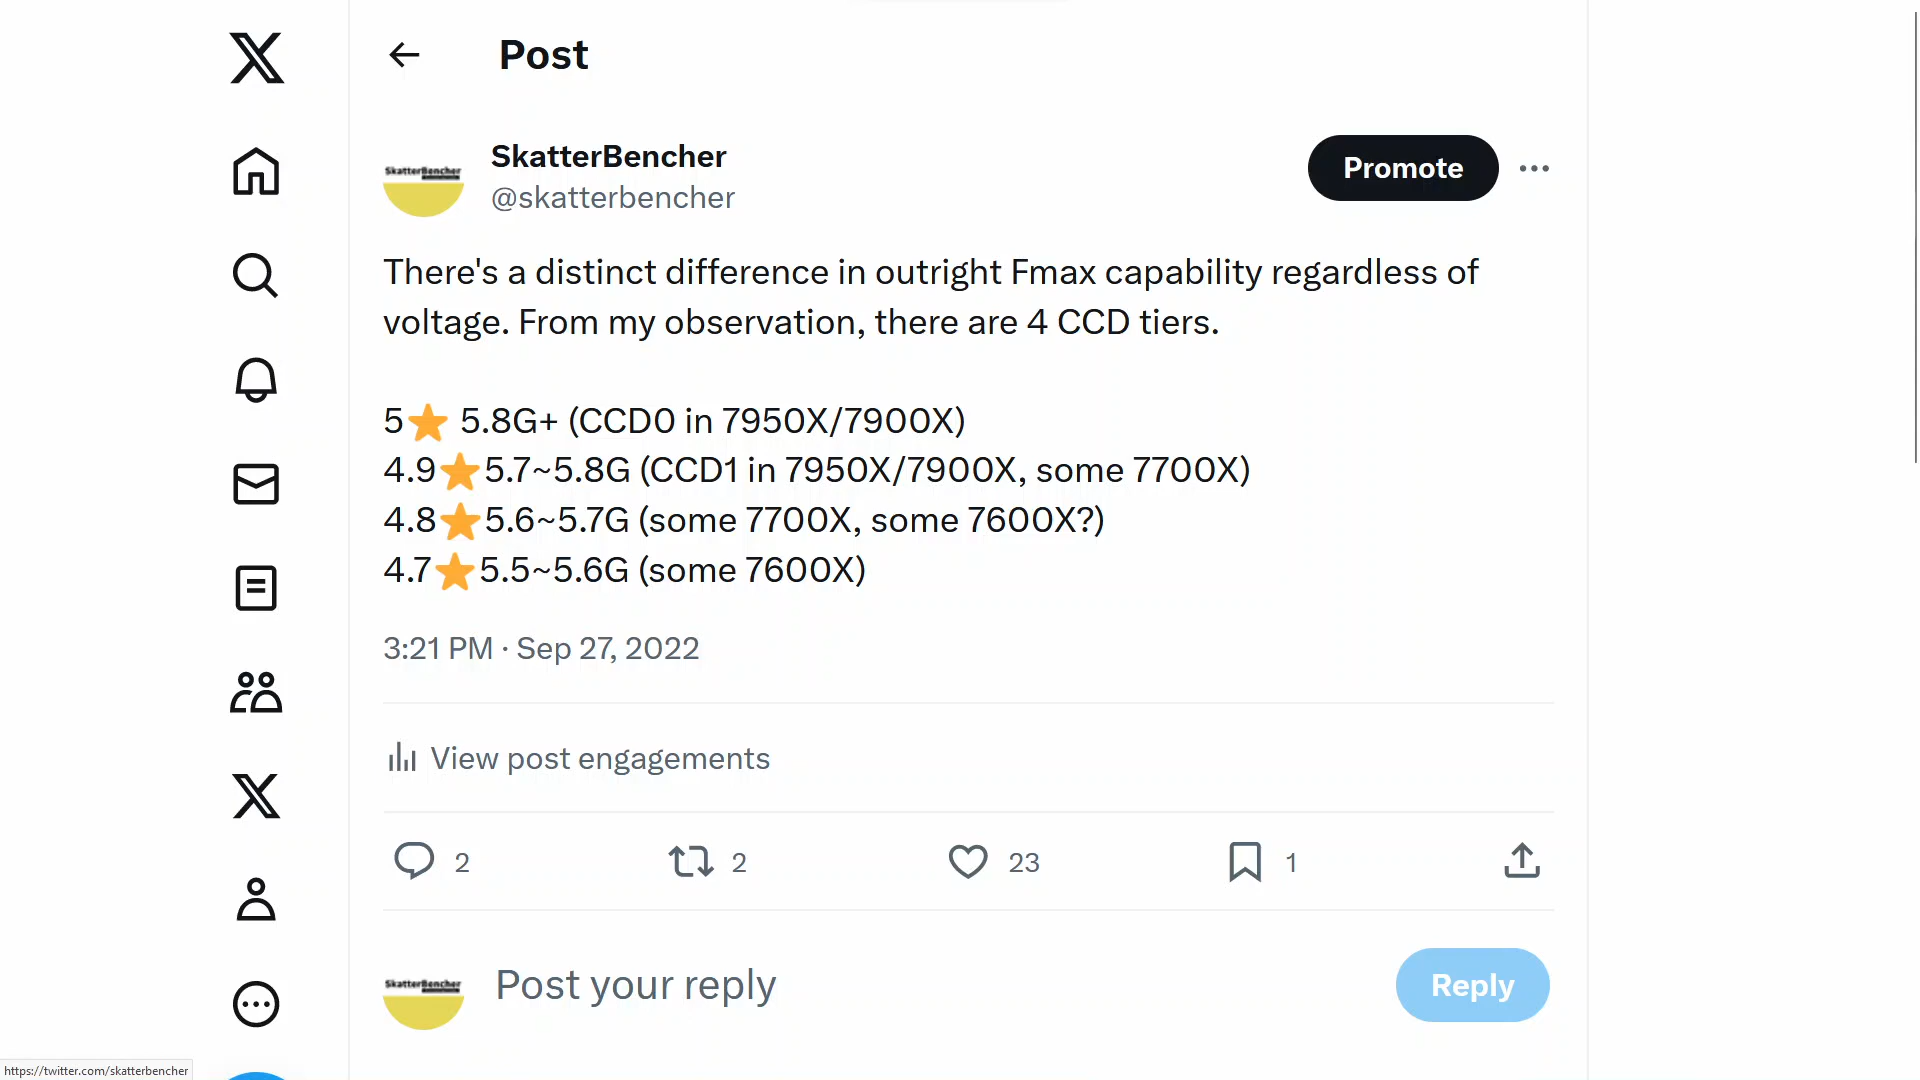 Post
SkatterBencher
@skatterbencher
Promote
There's a distinct difference in outright Fmax capability regardless of
voltage. From my observation, there are 4 CCD tiers.
5⭐ 5.8G+ (CCD0 in 7950X/7900X)
4.9⭐5.7~5.8G (CCD1 in 7950X/7900X, some 7700X)
4.8⭐5.6~5.7G (some 7700X, some 7600X?)
4.7⭐5.5~5.6G (some 7600X)
3:21 PM · Sep 27, 2022
View post engagements
2 2 23 1
Post your reply
Reply
https://twitter.com/skatterbencher